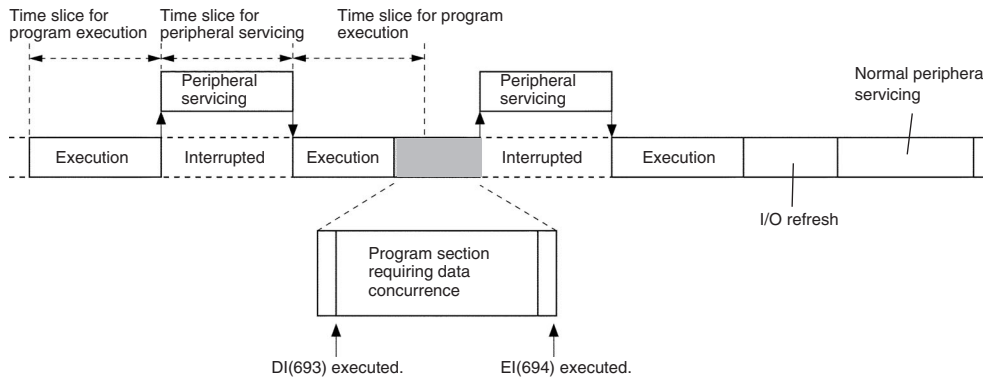 Time slice for
program execution
Time slice for
peripheral servicing
Time slice for program
execution
Peripheral
servicing
Peripheral
servicing
Normal periphera
servicing
Execution
Interrupted
Execution
Interrupted
Execution
I/O refresh
Program section
requiring data
concurrence
DI(693) executed.
EI(694) executed.